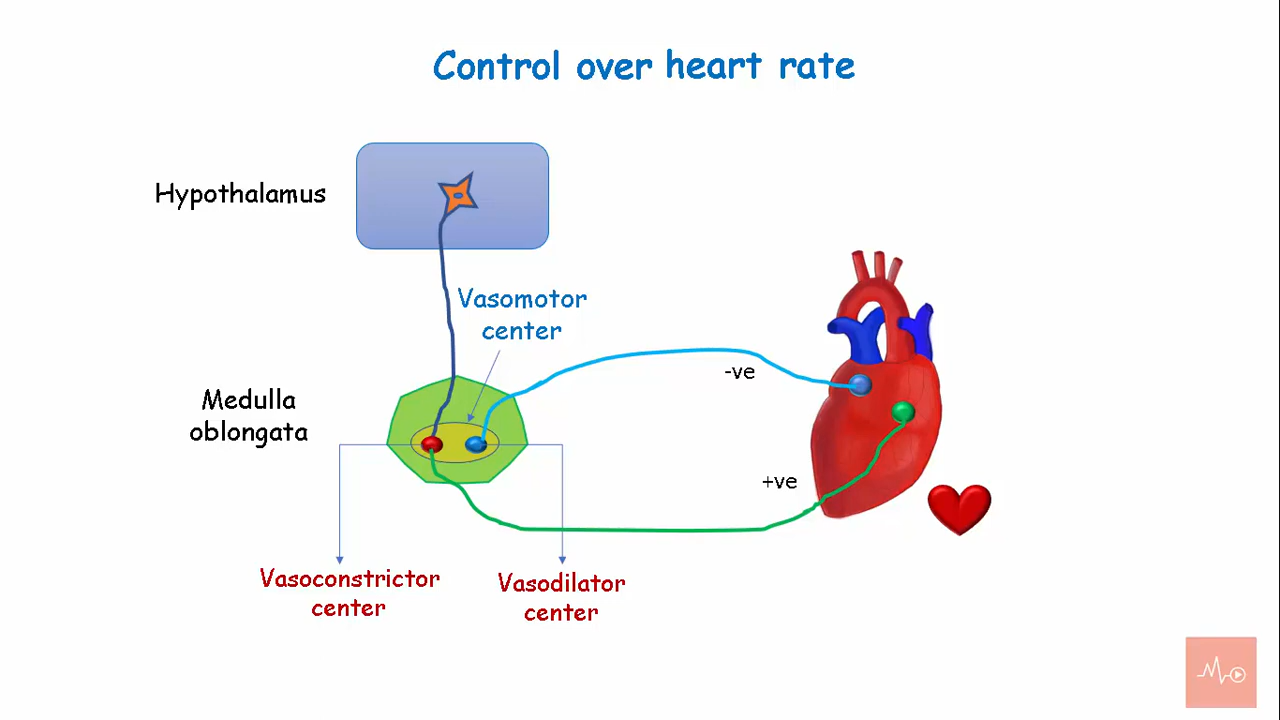 Control over heart rate
Hypothalamus
Vasomotor
center
-ve
Medulla
oblongata
+ve
Vasoconstrictor
center
Vasodilator
center